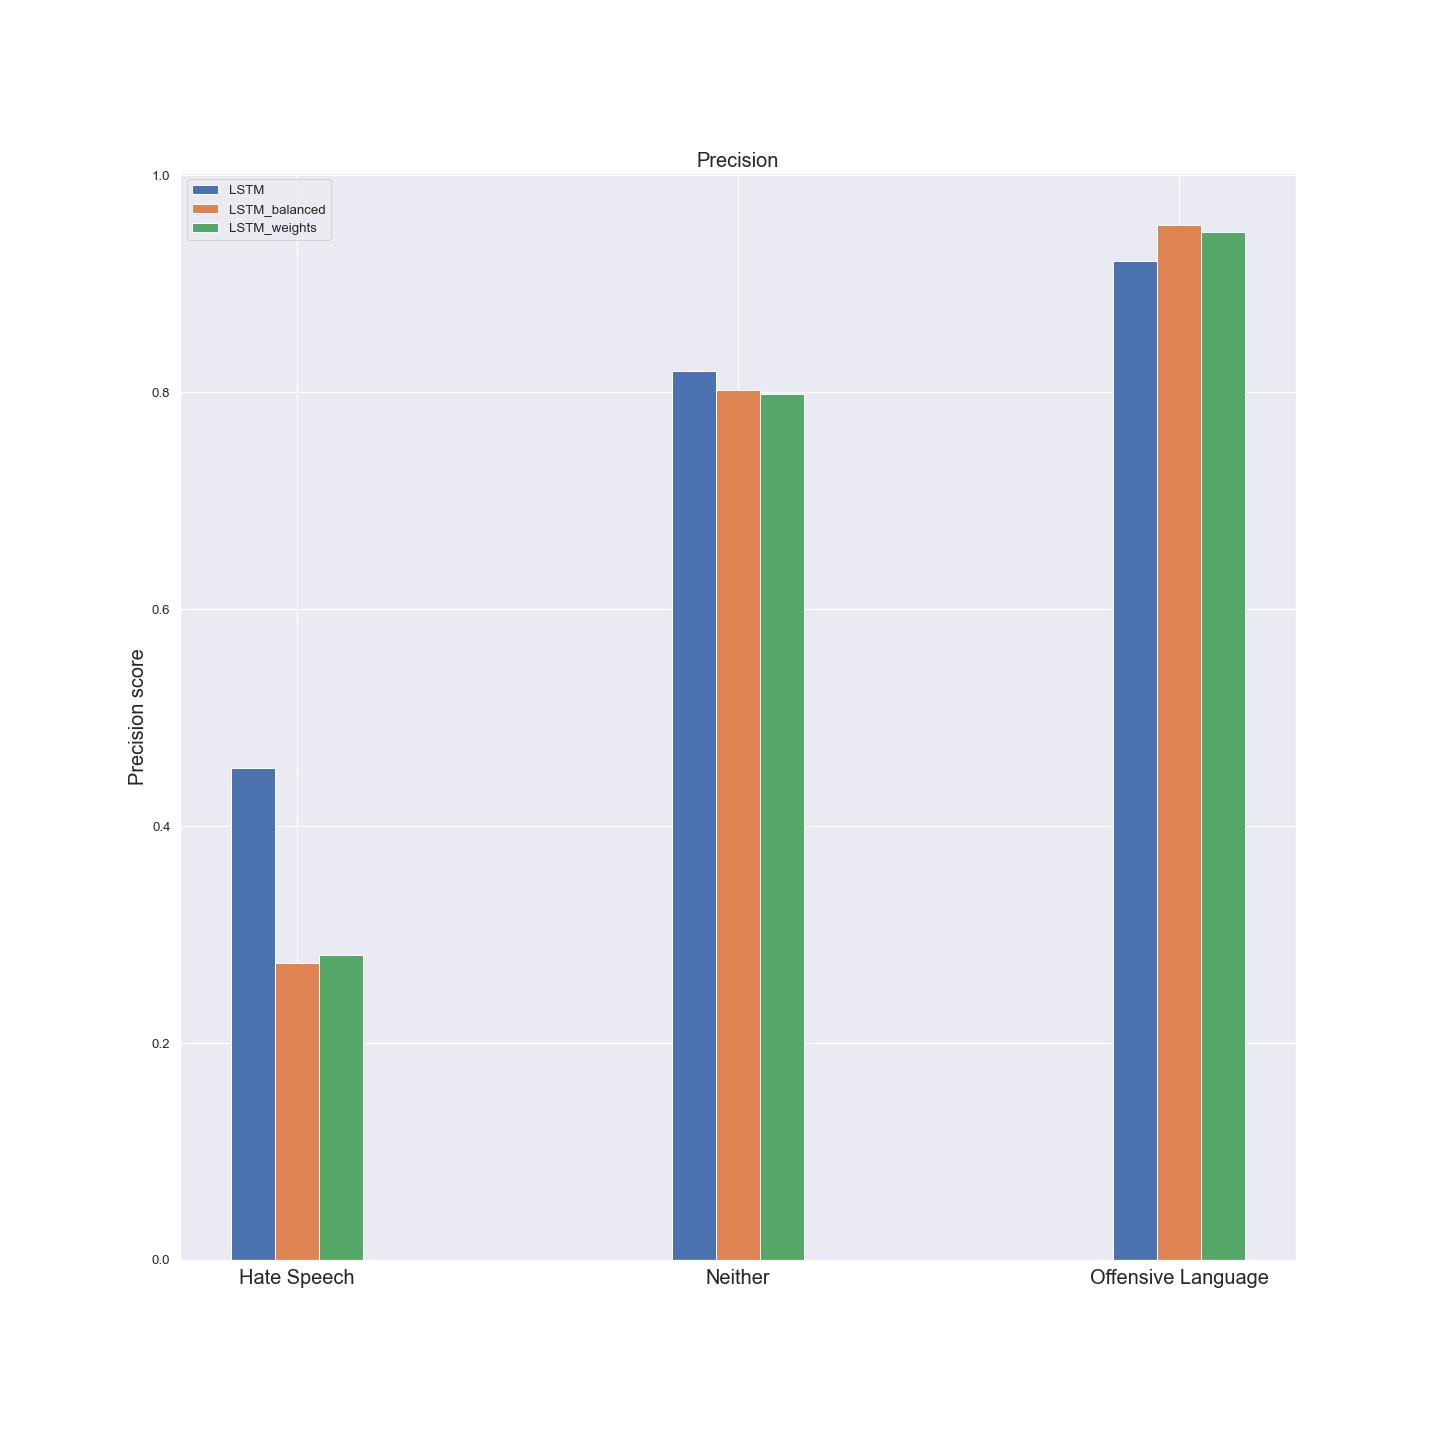 Precision
1.0
LSTM
LSTM_balanced
LSTM_weights
0.8
0.6
Precision score
0.4
0.2
0.0
Hate Speech Neither Offensive Language